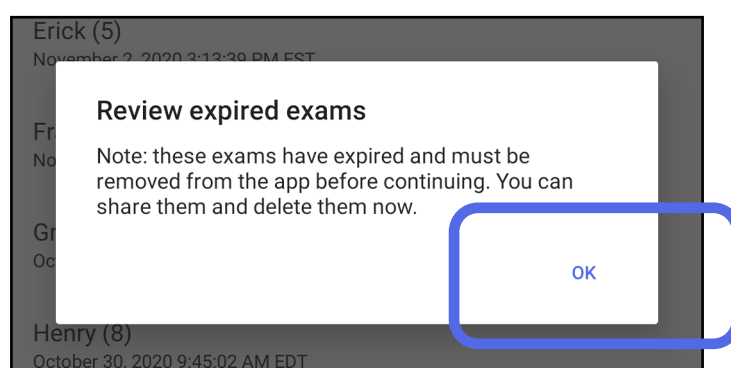 Erick (5)
November 2, 2020 3:13:39 PM EST
Review expired exams
Note: these exams have expired and must be
removed from the app before continuing. You can
share them and delete them now.
OK
Henry (8)
October 30, 2020 9:45:02 AM EDT